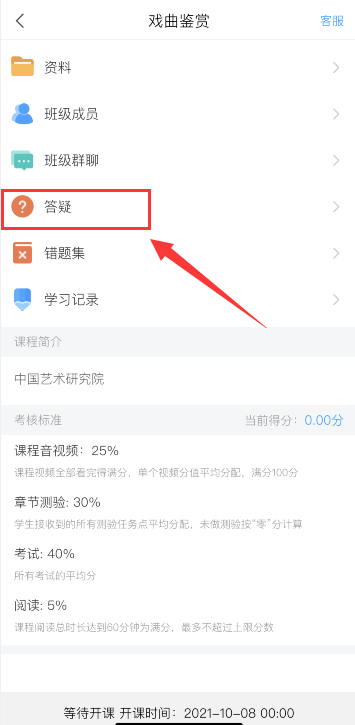 戏曲鉴赏 客服
资料
班级成员
班级群聊
答疑
错题集
学习记录
课程简介
中国艺术研究院
考核标准 当前得分：0.00分
课程音视频：25%
课程视频全部看完得满分，单个视频分值平均分配，满分100分
章节测验: 30%
学生接收到的所有测验任务点平均分配，未做测验按“零”分计算
考试: 40%
所有考试的平均分
阅读: 5%
课程阅读总时长达到60分钟为满分，最多不超过上限分数
等待开课 开课时间：2021-10-08 00:00